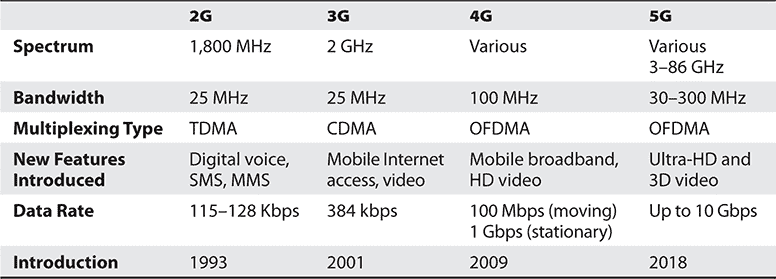 2G 3G 4G 5G
Spectrum 1,800 MHz 2 GHz Various Various
3–86 GHz
Bandwidth 25 MHz 25 MHz 100 MHz 30–300 MHz
Multiplexing Type TDMA CDMA OFDMA OFDMA
New Features Digital voice, Mobile Internet Mobile broadband, Ultra-HD and
Introduced SMS, MMS access, video HD video 3D video
Data Rate 115–128 Kbps 384 kbps 100 Mbps (moving) Up to 10 Gbps
1 Gbps (stationary)
Introduction 1993 2001 2009 2018